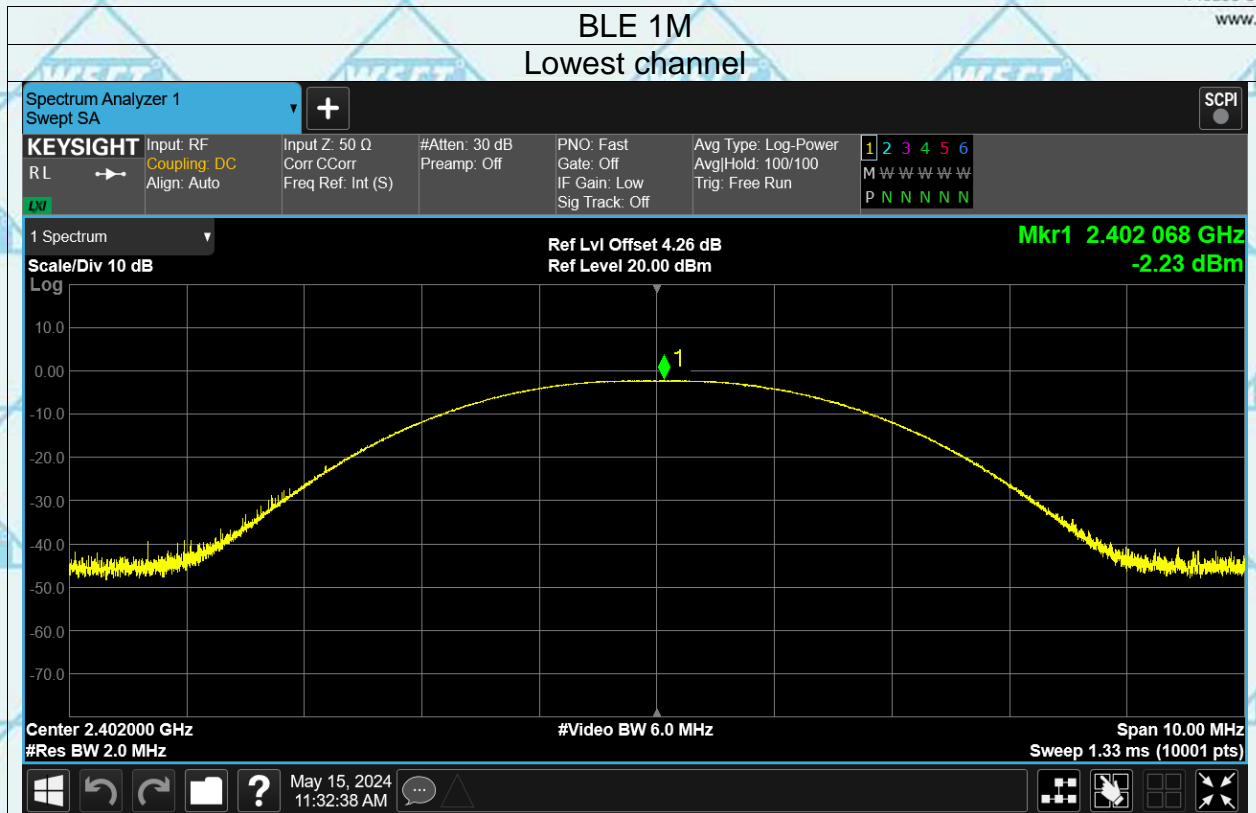 www.
BLE 1M
Lowest channel
Spectrum Analyzer 1
Swept SA
+
SCPI
KEYSIGHT
R L
LXI
Input: RF
Coupling: DC
Align: Auto
Input Z: 50 Ω
Corr CCorr
Freq Ref: Int (S)
#Atten: 30 dB
Preamp: Off
PNO: Fast
Gate: Off
IF Gain: Low
Sig Track: Off
Avg Type: Log-Power
Avg|Hold: 100/100
Trig: Free Run
1 2 3 4 5 6
M W W W W W
P N N N N N
1 Spectrum
Scale/Div 10 dB
Log
Ref Lvl Offset 4.26 dB
Ref Level 20.00 dBm
Mkr1 2.402 068 GHz
-2.23 dBm
1
10.0
0.00
-10.0
-20.0
-30.0
-40.0
-50.0
-60.0
-70.0
Center 2.402000 GHz
#Res BW 2.0 MHz
#Video BW 6.0 MHz
Span 10.00 MHz
Sweep 1.33 ms (10001 pts)
?
May 15, 2024
11:32:38 AM